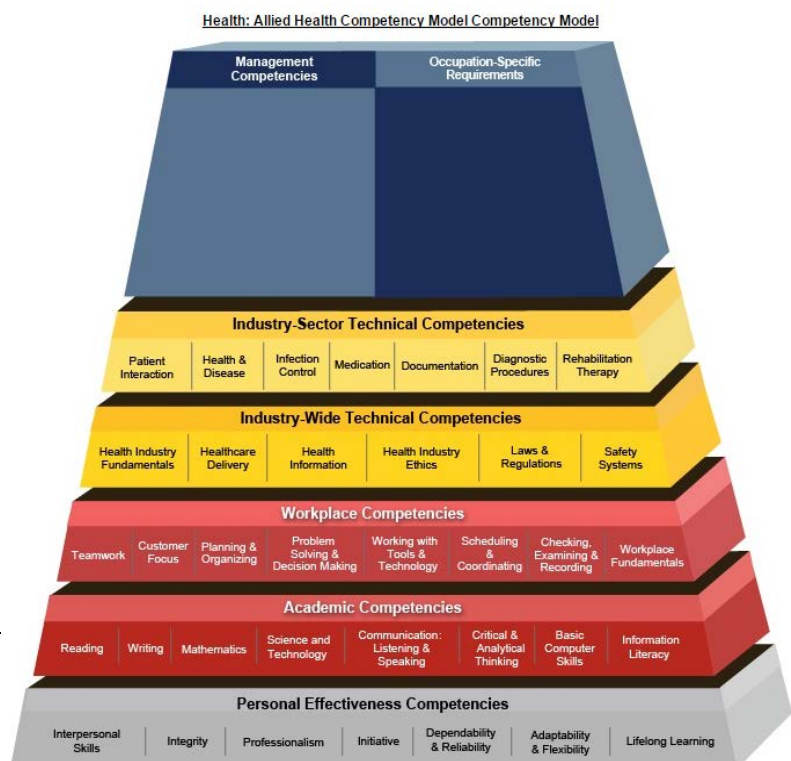 Health: Allied Health Competency Model Competency Model
Management
Competencies
Occupation-Specific
Requirements
Industry-Sector Technical Competencies
Patient
Interaction
Health &
Disease
Infection
Control
Medication
Documentation
Diagnostic
Procedures
Rehabilitation
Therapy
Industry-Wide Technical Competencies
Health Industry
Fundamentals
Healthcare
Delivery
Health
Information
Health Industry
Ethics
Laws &
Regulations
Safety
Systems
Workplace Competencies
Teamwork
Customer
Focus
Planning &
Organizing
Problem
Solving &
Decision Making
Working with
Tools &
Technology
Scheduling
&
Coordinating
Checking,
Examining &
Recording
Workplace
Fundamentals
Academic Competencies
Reading
Writing
Mathematics
Science and
Technology
Communication:
Listening &
Speaking
Critical &
Analytical
Thinking
Basic
Computer
Skills
Information
Literacy
Personal Effectiveness Competencies
Interpersonal
Skills
Integrity
Professionalism
Initiative
Dependability
& Reliability
Adaptability
& Flexibility
Lifelong Learning